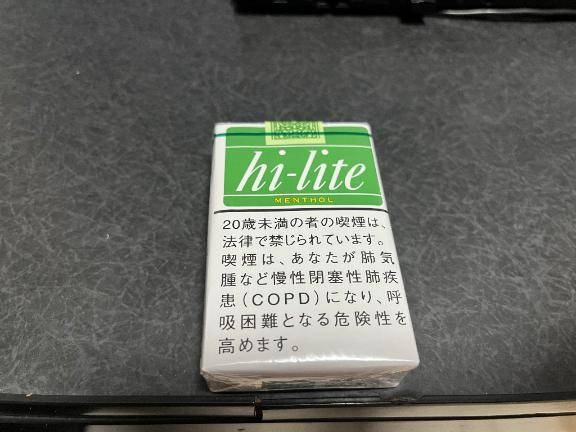 hi-lite
MENTHOL
20歳未満の者の喫煙は、
法律で禁じられています。
喫煙は、あなたが肺気
腫など慢性閉塞性肺疾
患(COPD)になり、呼
吸困難となる危険性を
高めます。